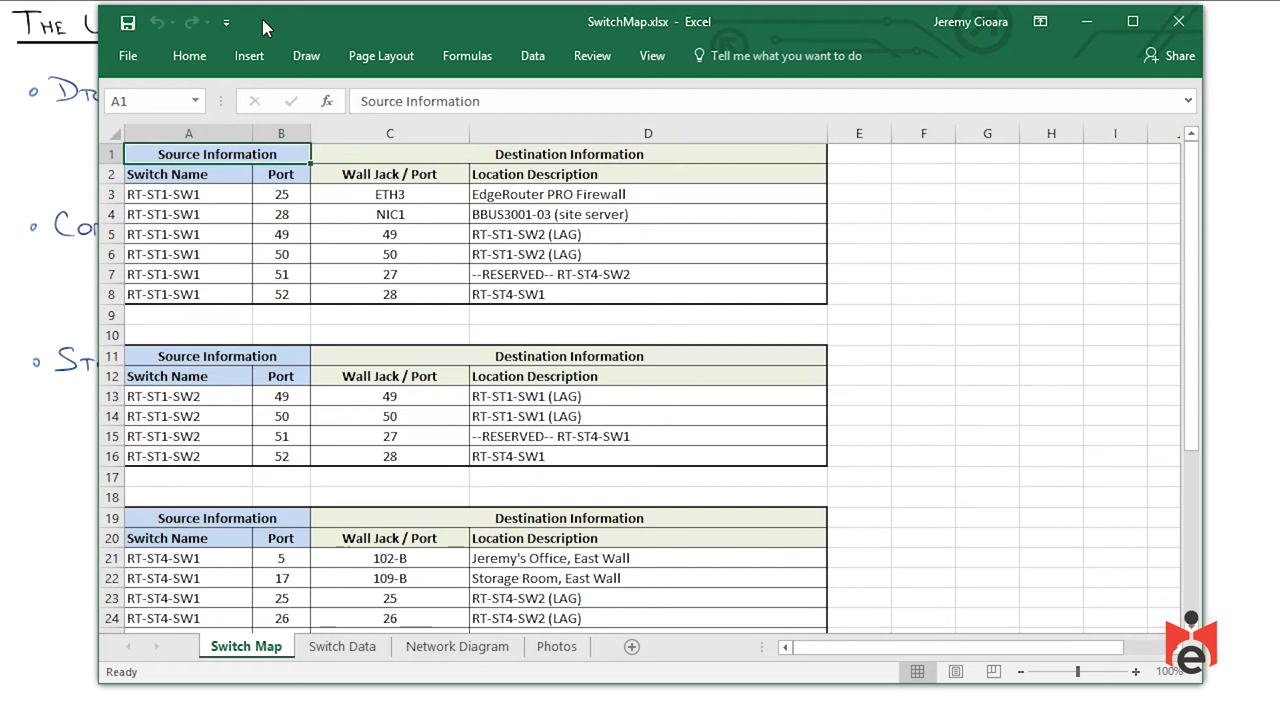 THE
SwitchMap.xlsx - Excel
Jeremy Cioara
File Home Insert Draw Page Layout Formulas Data Review View Tell me what you want to do Share
A1 fx Source Information
A B C D E F G H I
1 Source Information Destination Information
2 Switch Name Port Wall Jack / Port Location Description
3 RT-ST1-SW1 25 ETH3 EdgeRouter PRO Firewall
4 RT-ST1-SW1 28 NIC1 BBUS3001-03 (site server)
5 RT-ST1-SW1 49 49 RT-ST1-SW2 (LAG)
6 RT-ST1-SW1 50 50 RT-ST1-SW2 (LAG)
7 RT-ST1-SW1 51 27 --RESERVED-- RT-ST4-SW2
8 RT-ST1-SW1 52 28 RT-ST4-SW1
9
10
11 Source Information Destination Information
12 Switch Name Port Wall Jack / Port Location Description
13 RT-ST1-SW2 49 49 RT-ST1-SW1 (LAG)
14 RT-ST1-SW2 50 50 RT-ST1-SW1 (LAG)
15 RT-ST1-SW2 51 27 --RESERVED-- RT-ST4-SW1
16 RT-ST1-SW2 52 28 RT-ST4-SW1
17
18
19 Source Information Destination Information
20 Switch Name Port Wall Jack / Port Location Description
21 RT-ST4-SW1 5 102-B Jeremy's Office, East Wall
22 RT-ST4-SW1 17 109-B Storage Room, East Wall
23 RT-ST4-SW1 25 25 RT-ST4-SW2 (LAG)
24 RT-ST4-SW1 26 26 RT-ST4-SW2 (LAG)
Switch Map Switch Data Network Diagram Photos
Ready 100%